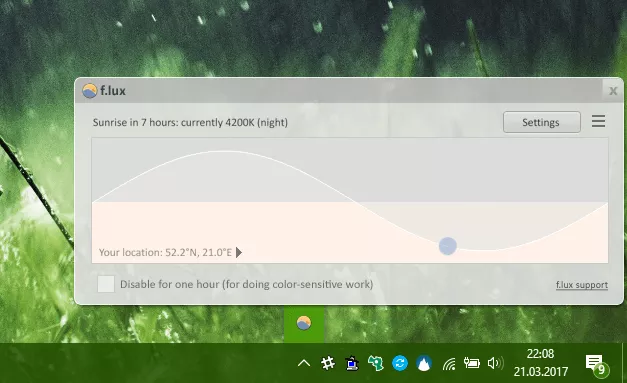 f.lux
x
Sunrise in 7 hours: currently 4200K (night)
Settings
Your location: 52.2°N, 21.0°E
Disable for one hour (for doing color-sensitive work)
f.lux support
22:08
21.03.2017
9